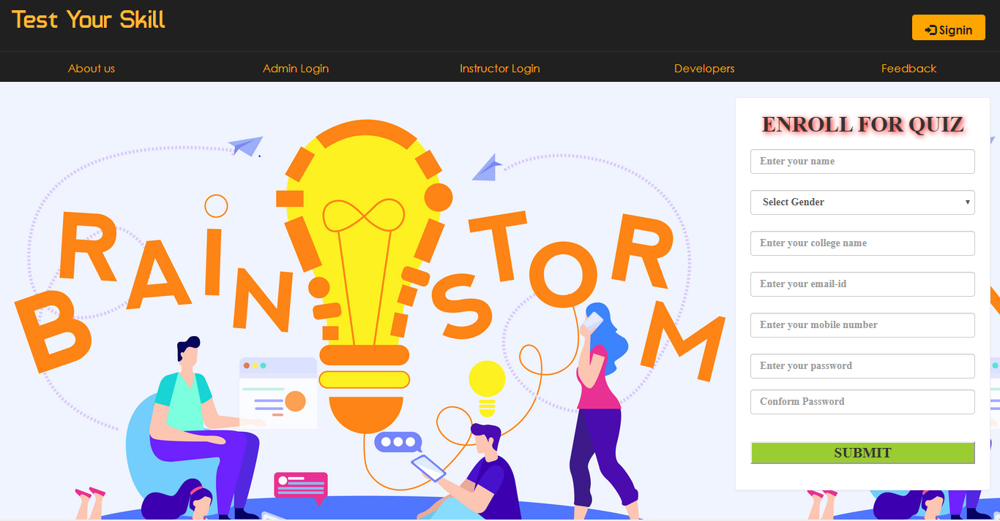 Test Your Skill
Signin
About us Admin Login Instructor Login Developers Feedback
BRAIN STORM
ENROLL FOR QUIZ
Enter your name
Select Gender
Enter your college name
Enter your email-id
Enter your mobile number
Enter your password
Conform Password
SUBMIT